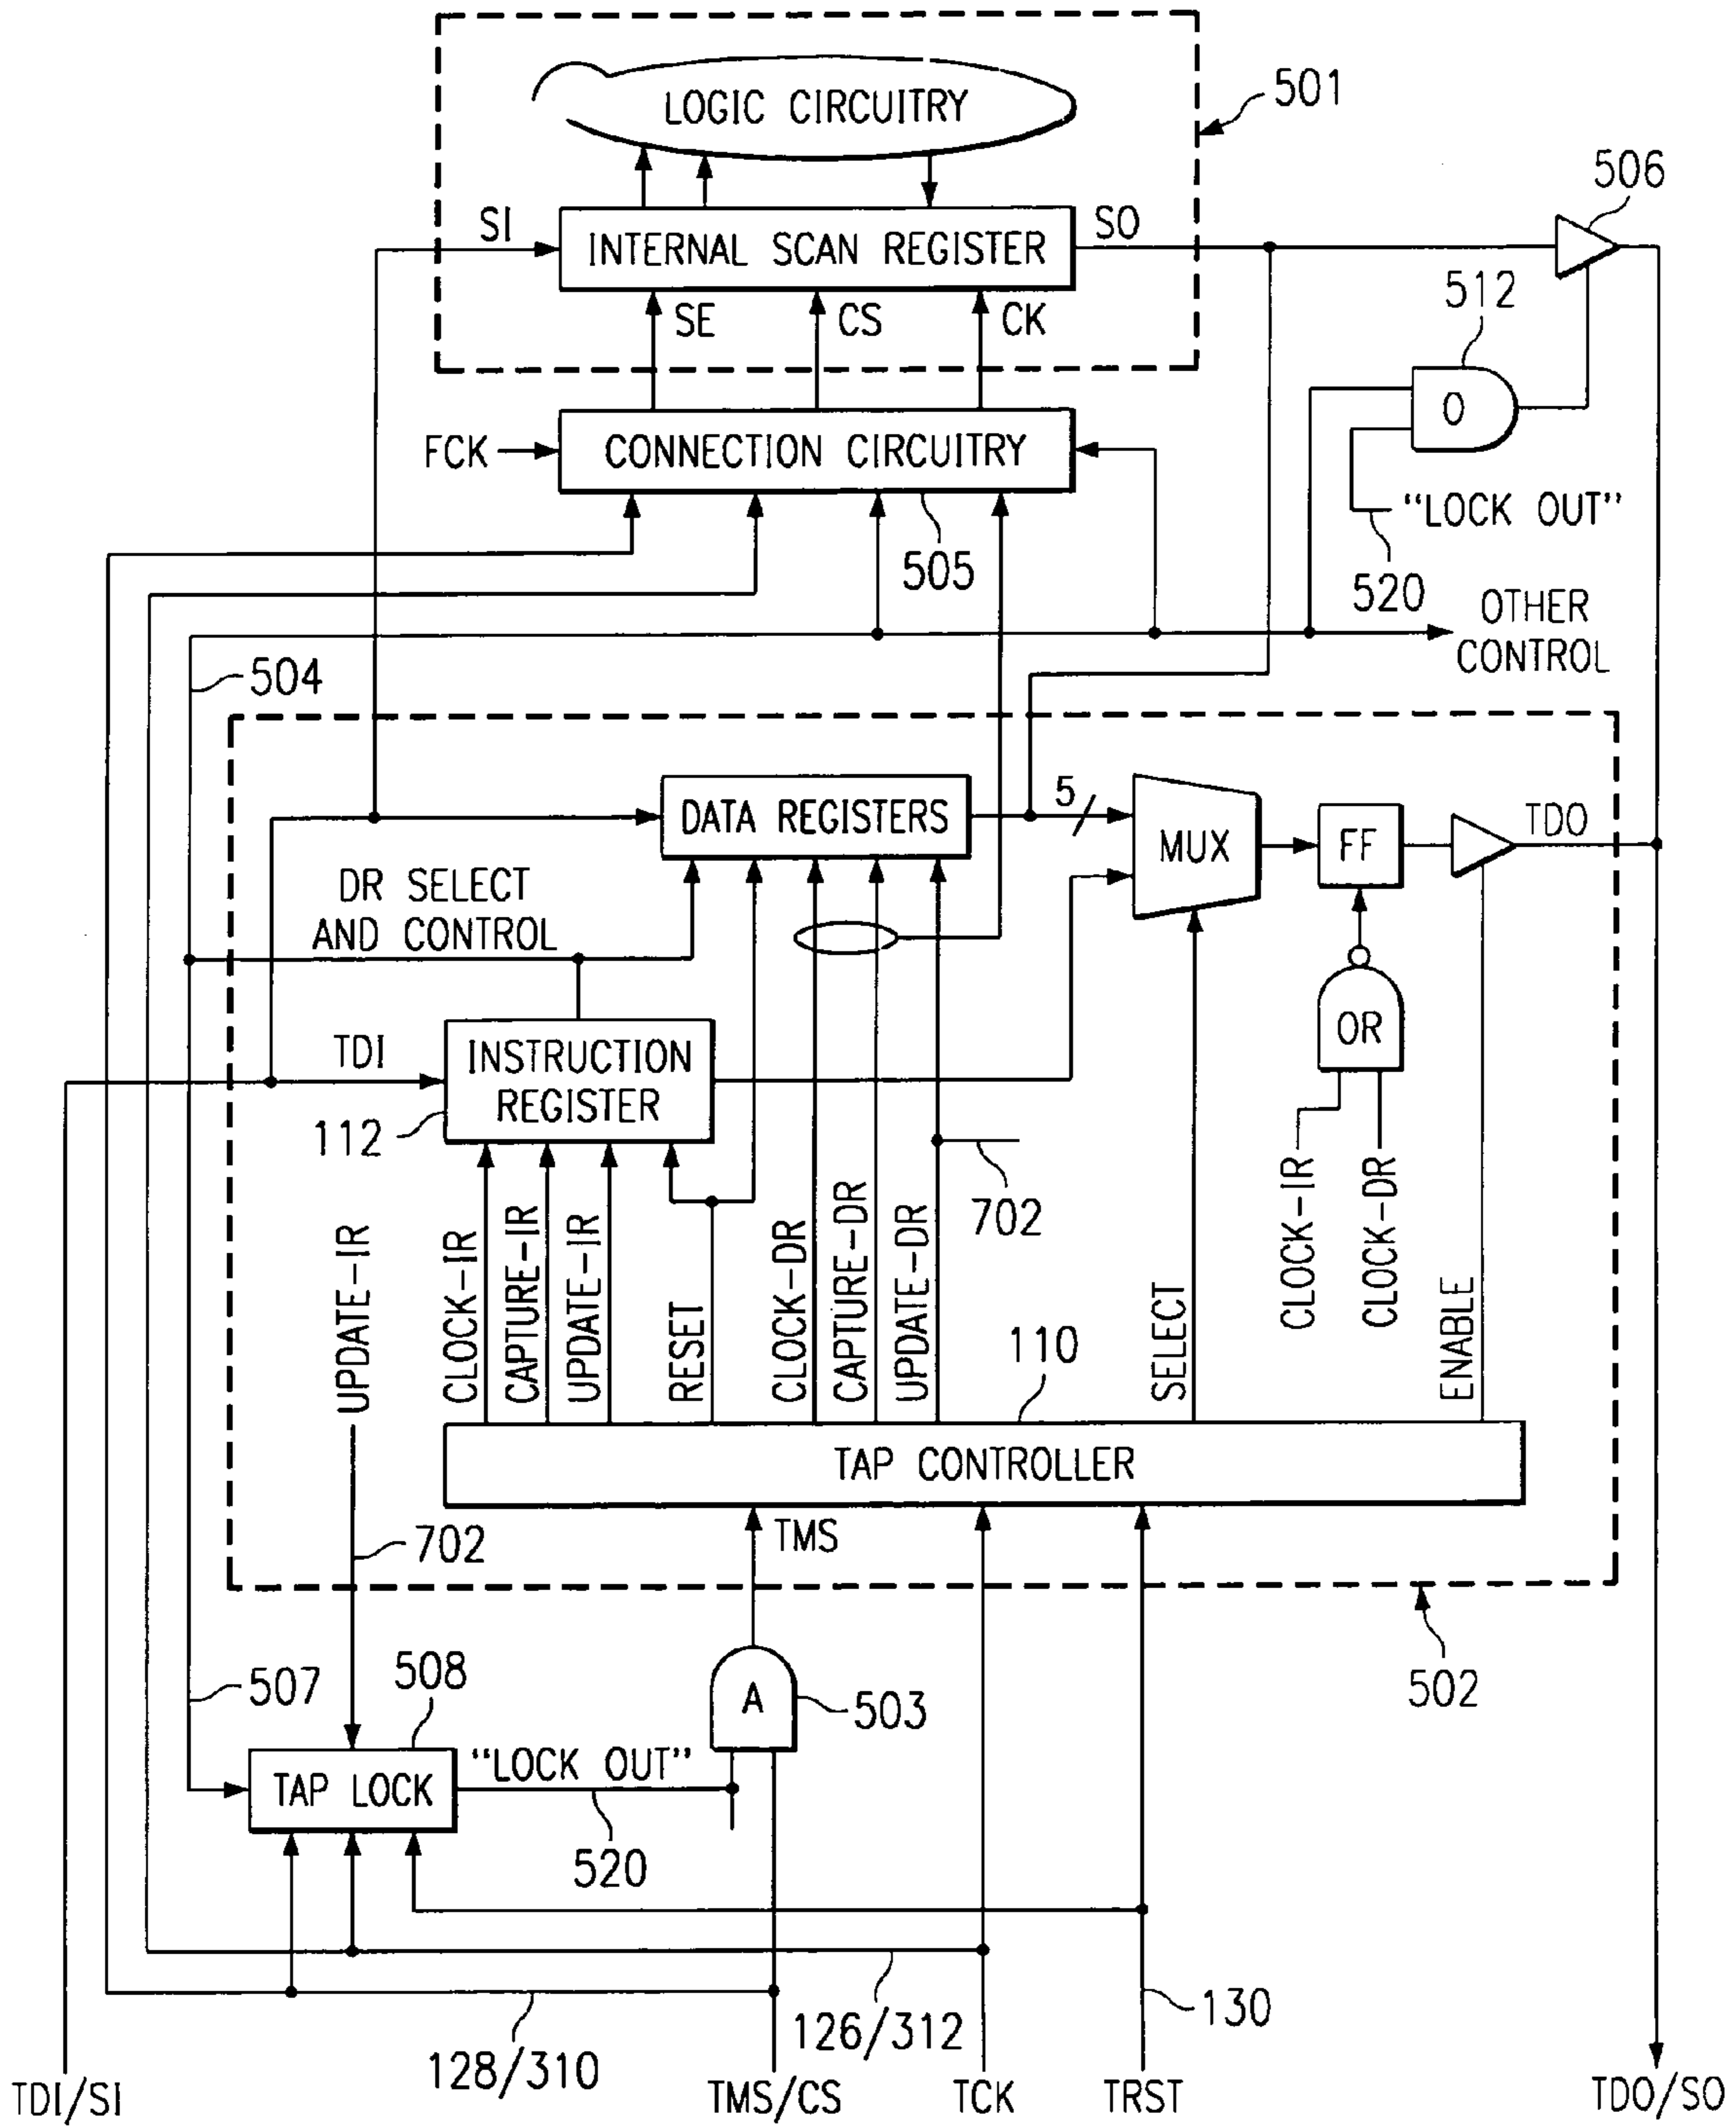 LOGIC CIRCUITRY
501
506
SI
INTERNAL SCAN REGISTER
SO
512
SE
CS
CK
O
FCK
CONNECTION CIRCUITRY
"LOCK OUT"
505
520
OTHER
CONTROL
504
DATA REGISTERS
5
MUX
FF
TDO
DR SELECT
AND CONTROL
OR
TDI
INSTRUCTION
REGISTER
112
702
UPDATE-IR
CLOCK-IR
CAPTURE-IR
UPDATE-IR
RESET
CLOCK-DR
CAPTURE-DR
UPDATE-DR
110
SELECT
CLOCK-IR
CLOCK-DR
ENABLE
TAP CONTROLLER
702
TMS
507
508
A
503
502
TAP LOCK
"LOCK OUT"
520
126/312
130
128/310
TDI/SI
TMS/CS
TCK
TRST
TDO/SO